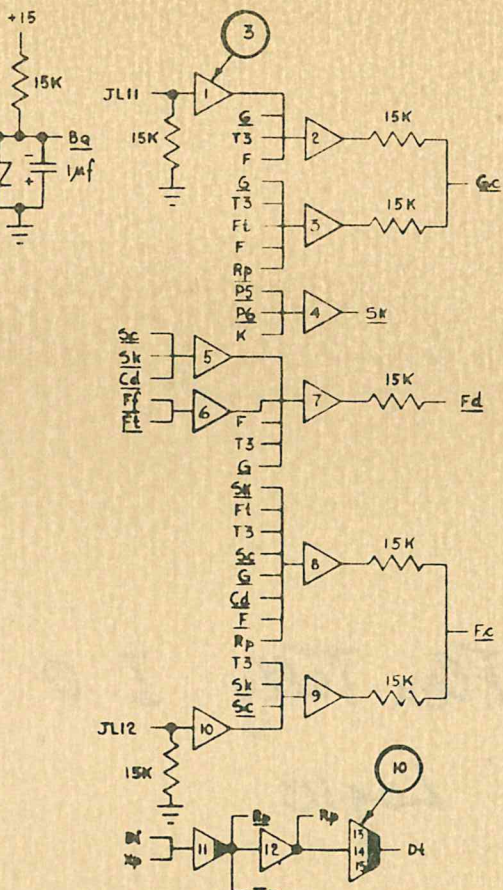 +15
15K
Bq
1µf
3
JL11
1
15K
G
T3
F
2
15K
Gc
G
T3
Ft
F
Rp
3
15K
P5
P6
K
4
Sk
Sc
Sk
Cd
5
Ff
Ft
6
F
T3
G
7
15K
Fd
Sk
Ft
T3
Sc
G
Cd
F
Rp
8
15K
Fc
T3
Sk
Sc
9
15K
JL12
10
15K
10
Xp
11
Rp
12
Rp
13
14
15
Dt